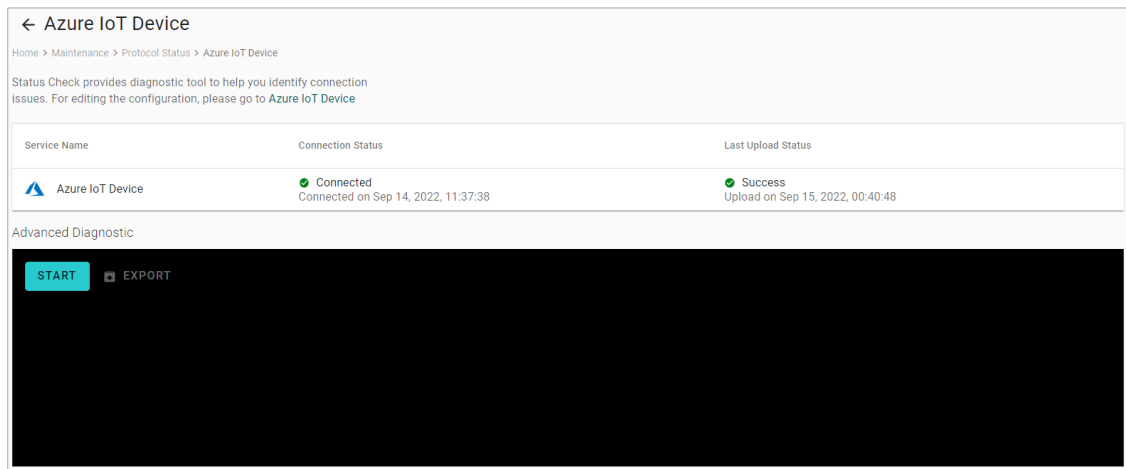 ← Azure IoT Device
Home > Maintenance > Protocol Status > Azure IoT Device
Status Check provides diagnostic tool to help you identify connection
issues. For editing the configuration, please go to Azure IoT Device
Service Name Connection Status Last Upload Status
Azure IoT Device Connected Success
Connected on Sep 14, 2022, 11:37:38 Upload on Sep 15, 2022, 00:40:48
Advanced Diagnostic
START EXPORT